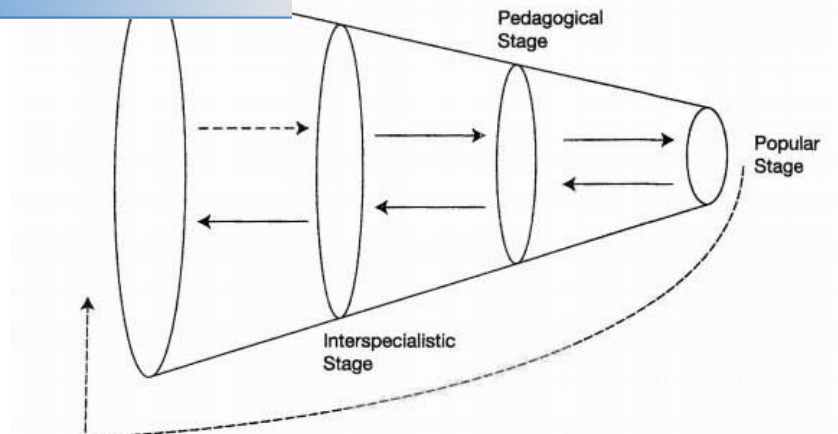 Pedagogical
Stage
Popular
Stage
Interspecialistic
Stage